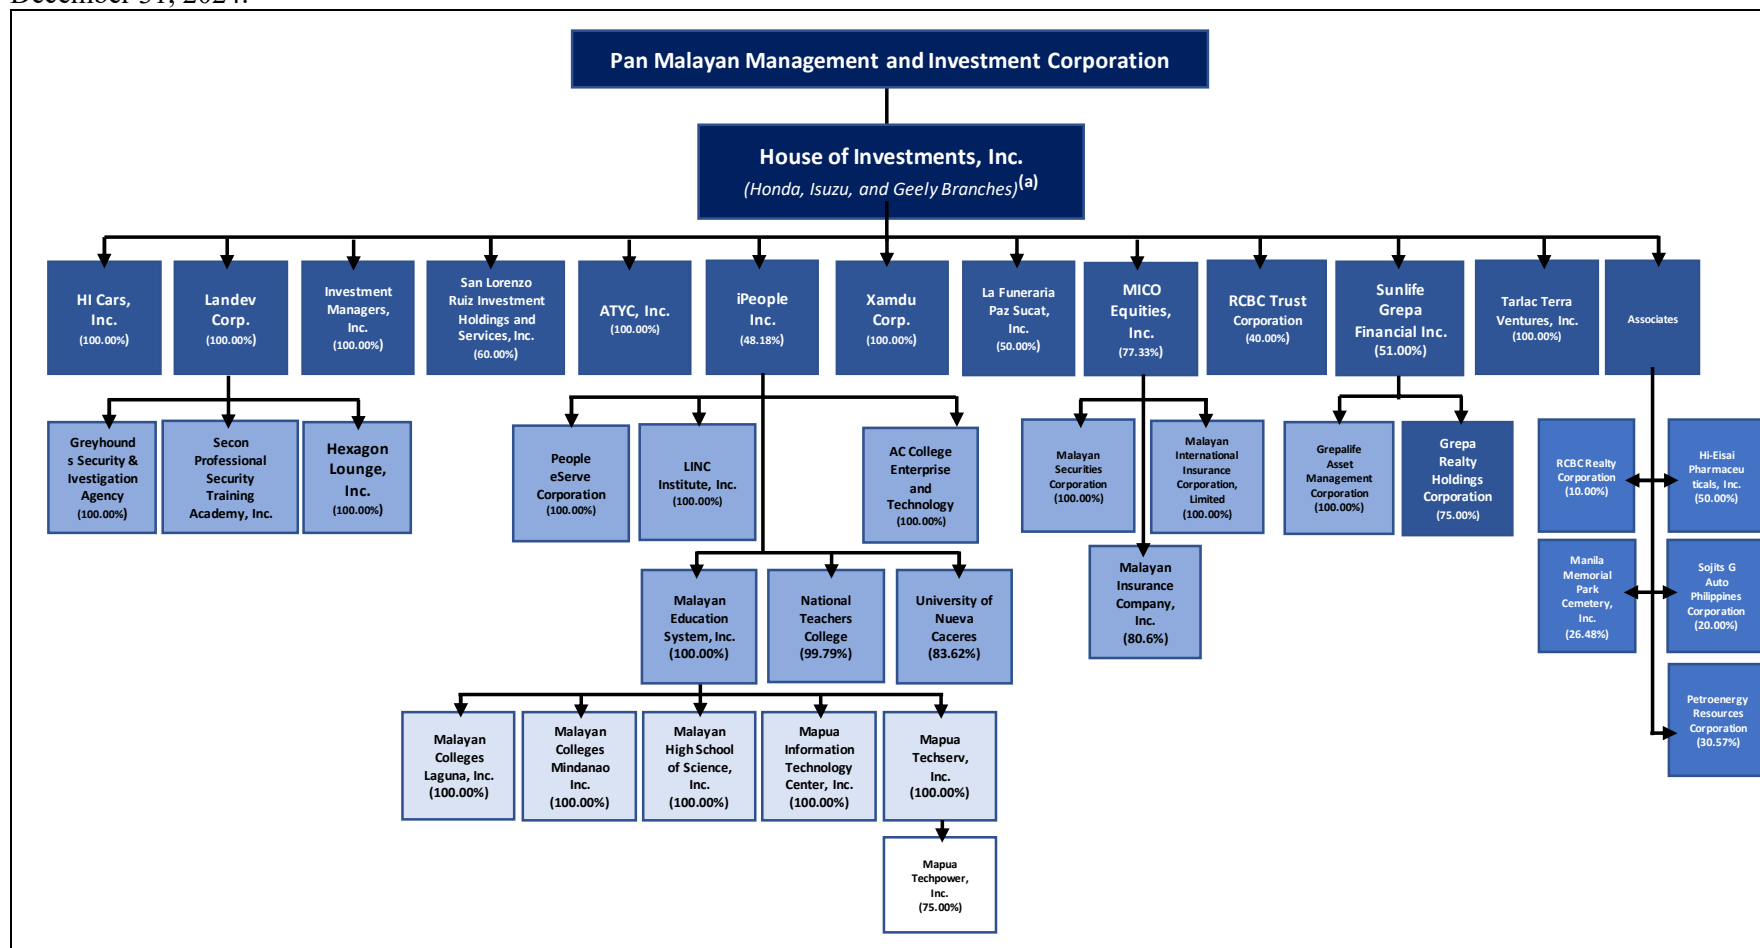 December 31, 2024.
Pan Malayan Management and Investment Corporation
House of Investments, Inc.
(Honda, Isuzu, and Geely Branches)(a)
HI Cars,
Inc.
(100.00%)
Landev
Corp.
(100.00%)
Investment
Managers,
Inc.
(100.00%)
San Lorenzo
Ruiz Investment
Holdings and
Services, Inc.
(60.00%)
ATYC, Inc.
(100.00%)
iPeople
Inc.
(48.18%)
Xamdu
Corp.
(100.00%)
La Funeraria
Paz Sucat,
Inc.
(50.00%)
MICO
Equities,
Inc.
(77.33%)
RCBC Trust
Corporation
(40.00%)
Sunlife
Grepa
Financial Inc.
(51.00%)
Tarlac Terra
Ventures, Inc.
(100.00%)
Associates
Greyhound
s Security &
Ivestigation
Agency
(100.00%)
Secon
Professional
Security
Training
Academy, Inc.
Hexagon
Lounge,
Inc.
(100.00%)
People
eServe
Corporation
(100.00%)
LINC
Institute, Inc.
(100.00%)
AC College
Enterprise
and
Technology
(100.00%)
Malayan
Securities
Corporation
(100.00%)
Malayan
International
Insurance
Corporation,
Limited
(100.00%)
Grepalife
Asset
Management
Corporation
(100.00%)
Grepa
Realty
Holdings
Corporation
(75.00%)
RCBC Realty
Corporation
(10.00%)
Hi-Eisai
Pharmaceu
ticals, Inc.
(50.00%)
Malayan
Education
System, Inc.
(100.00%)
National
Teachers
College
(99.79%)
University of
Nueva
Caceres
(83.62%)
Malayan
Insurance
Company,
Inc.
(80.6%)
Manila
Memorial
Park
Cemetery,
Inc.
(26.48%)
Sojits G
Auto
Philippines
Corporation
(20.00%)
Petroenergy
Resources
Corporation
(30.57%)
Malayan
Colleges
Laguna, Inc.
(100.00%)
Malayan
Colleges
Mindanao
Inc.
(100.00%)
Malayan
High School
of Science,
Inc.
(100.00%)
Mapua
Information
Technology
Center, Inc.
(100.00%)
Mapua
Techserv,
Inc.
(100.00%)
Mapua
Techpower,
Inc.
(75.00%)